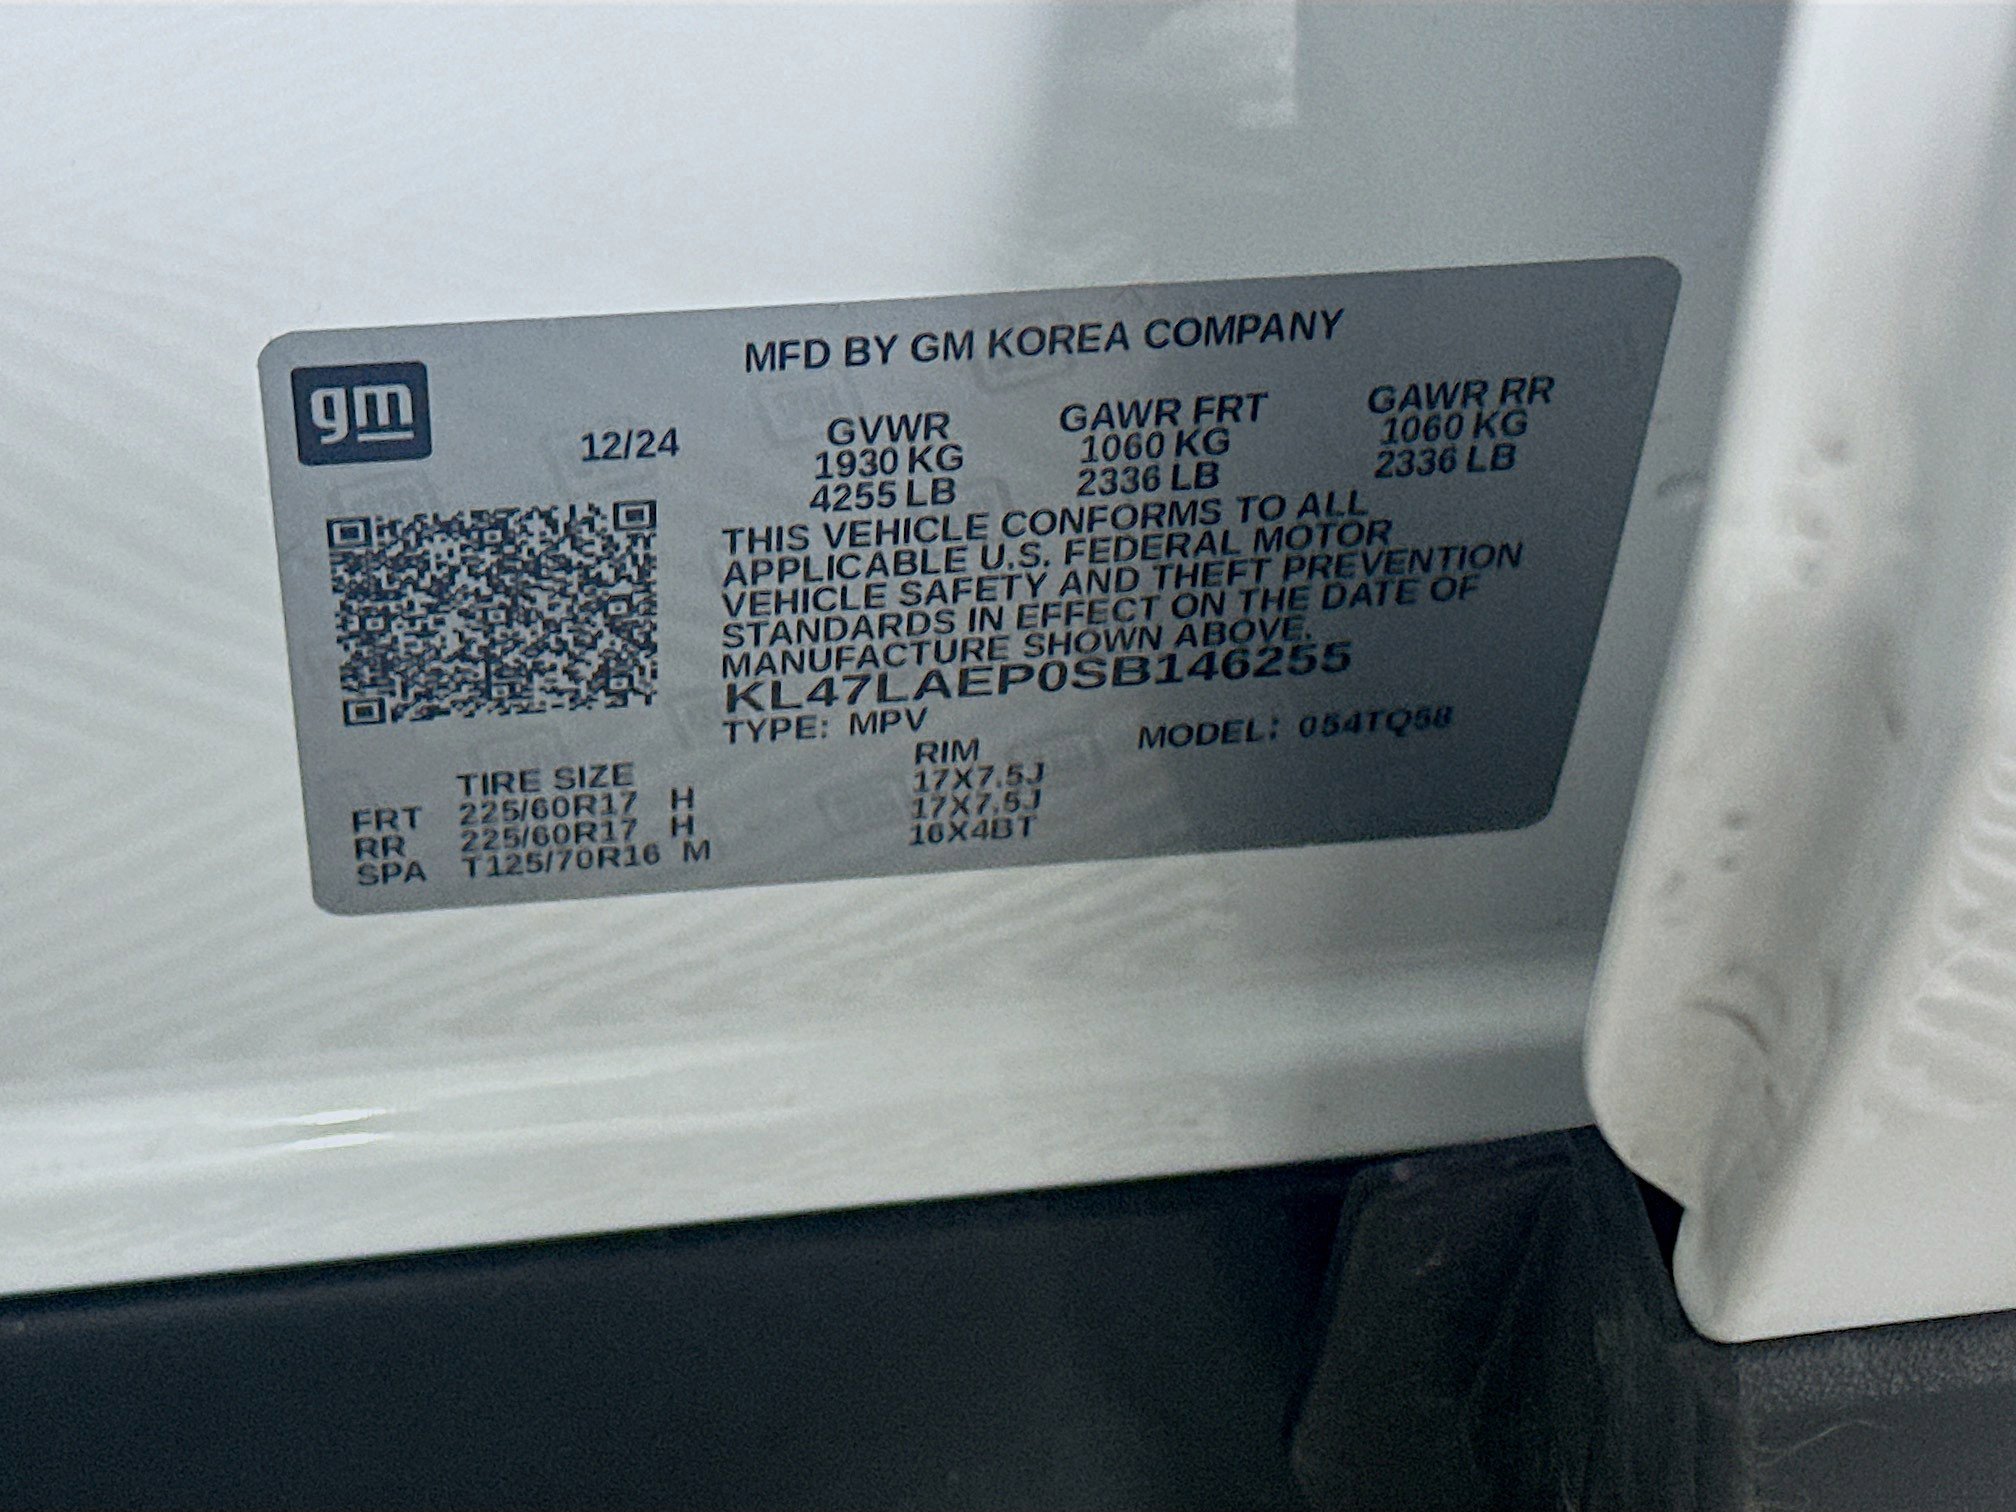 gm
MFD BY GM KOREA COMPANY
12/24
GVWR GAWR FRT GAWR RR
1930 KG 1060 KG 1060 KG
4255 LB 2336 LB 2336 LB
THIS VEHICLE CONFORMS TO ALL
APPLICABLE U.S. FEDERAL MOTOR
VEHICLE SAFETY AND THEFT PREVENTION
STANDARDS IN EFFECT ON THE DATE OF
MANUFACTURE SHOWN ABOVE.
KL47LAEP0SB146255
TYPE: MPV MODEL: 054TQ58
TIRE SIZE RIM
FRT 225/60R17 H 17X7.5J
RR 225/60R17 H 17X7.5J
SPA T125/70R16 M 16X4BT